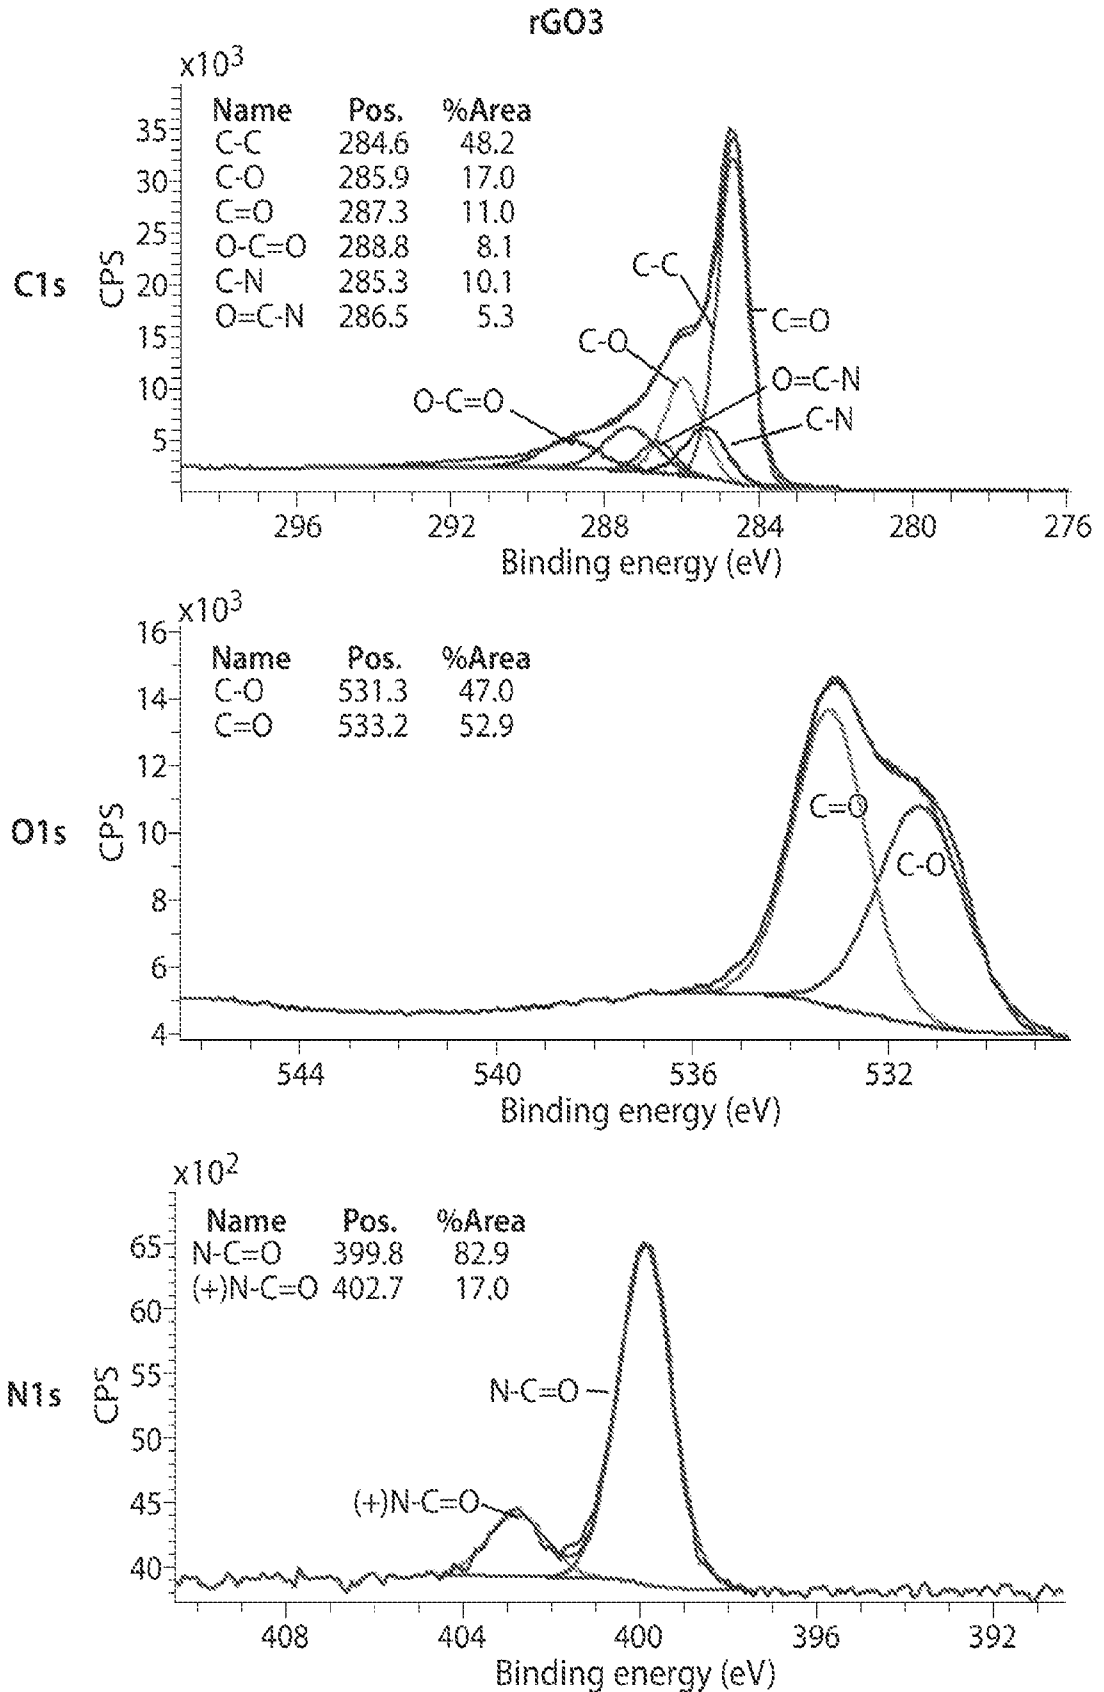 rGO3
x10³
Name Pos. %Area
C-C 284.6 48.2
C-O 285.9 17.0
C=O 287.3 11.0
O-C=O 288.8 8.1
C-N 285.3 10.1
O=C-N 286.5 5.3
35
30
25
20
15
10
5
C1s
CPS
C-C
C=O
C-O
O=C-N
O-C=O
C-N
296 292 288 284 280 276
Binding energy (eV)
x10³
Name Pos. %Area
C-O 531.3 47.0
C=O 533.2 52.9
16
14
12
10
8
6
4
O1s
CPS
C=O
C-O
544 540 536 532
Binding energy (eV)
x10²
Name Pos. %Area
N-C=O 399.8 82.9
(+)N-C=O 402.7 17.0
65
60
55
50
45
40
N1s
CPS
N-C=O
(+)N-C=O
408 404 400 396 392
Binding energy (eV)